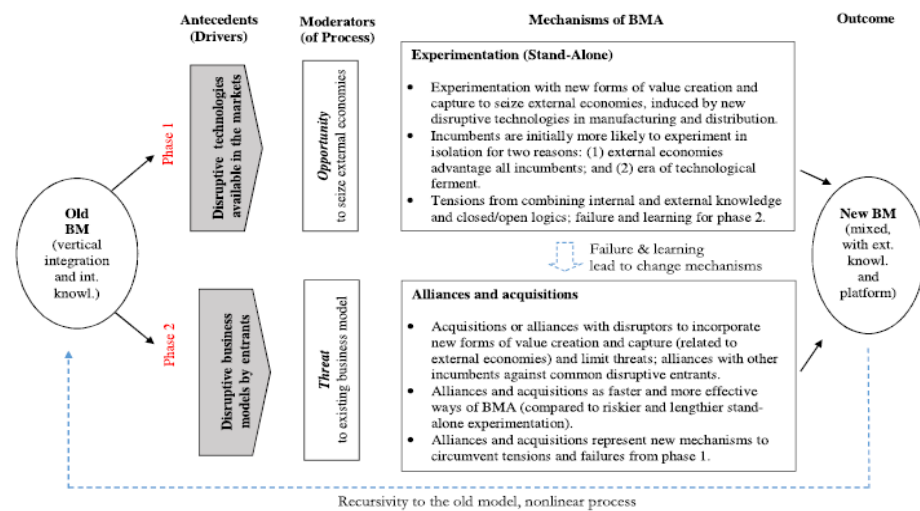 Antecedents
(Drivers)
Moderators
(of Process)
Mechanisms of BMA
Outcome
Phase 1
Disruptive technologies
available in the markets
Opportunity
to seize external economies
Experimentation (Stand-Alone)
• Experimentation with new forms of value creation and
capture to seize external economies, induced by new
disruptive technologies in manufacturing and distribution.
• Incumbents are initially more likely to experiment in
isolation for two reasons: (1) external economies
advantage all incumbents; and (2) era of technological
ferment.
• Tensions from combining internal and external knowledge
and closed/open logics; failure and learning for phase 2.
Old
BM
(vertical
integration
and int.
knowl.)
Failure & learning
lead to change mechanisms
New BM
(mixed,
with ext.
knowl.
and
platform)
Phase 2
Disruptive business
models by entrants
Threat
to existing business model
Alliances and acquisitions
• Acquisitions or alliances with disruptors to incorporate
new forms of value creation and capture (related to
external economies) and limit threats; alliances with other
incumbents against common disruptive entrants.
• Alliances and acquisitions as faster and more effective
ways of BMA (compared to riskier and lengthier stand-
alone experimentation).
• Alliances and acquisitions represent new mechanisms to
circumvent tensions and failures from phase 1.
Recursivity to the old model, nonlinear process